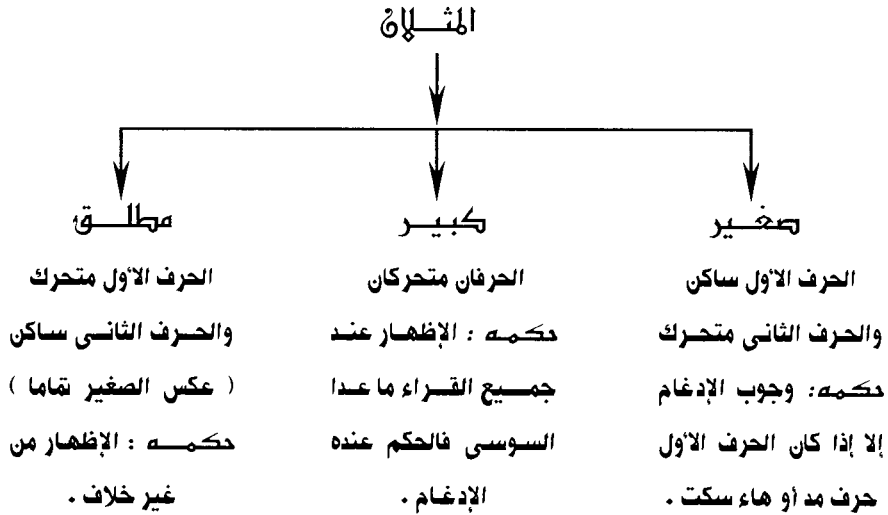 المثلان
صغير
الحرف الأول ساكن
والحرف الثانى متحرك
حكمه: وجوب الإدغام
إلا إذا كان الحرف الأول
حرف مد أو هاء سكت .
كبير
الحرفان متحركان
حكمه : الإظهار عند
جميع القراء ما عدا
السوسى فالحكم عنده
الإدغام .
مطلق
الحرف الأول متحرك
والحرف الثانى ساكن
( عكس الصغير تماما )
حكمه : الإظهار من
غير خلاف .